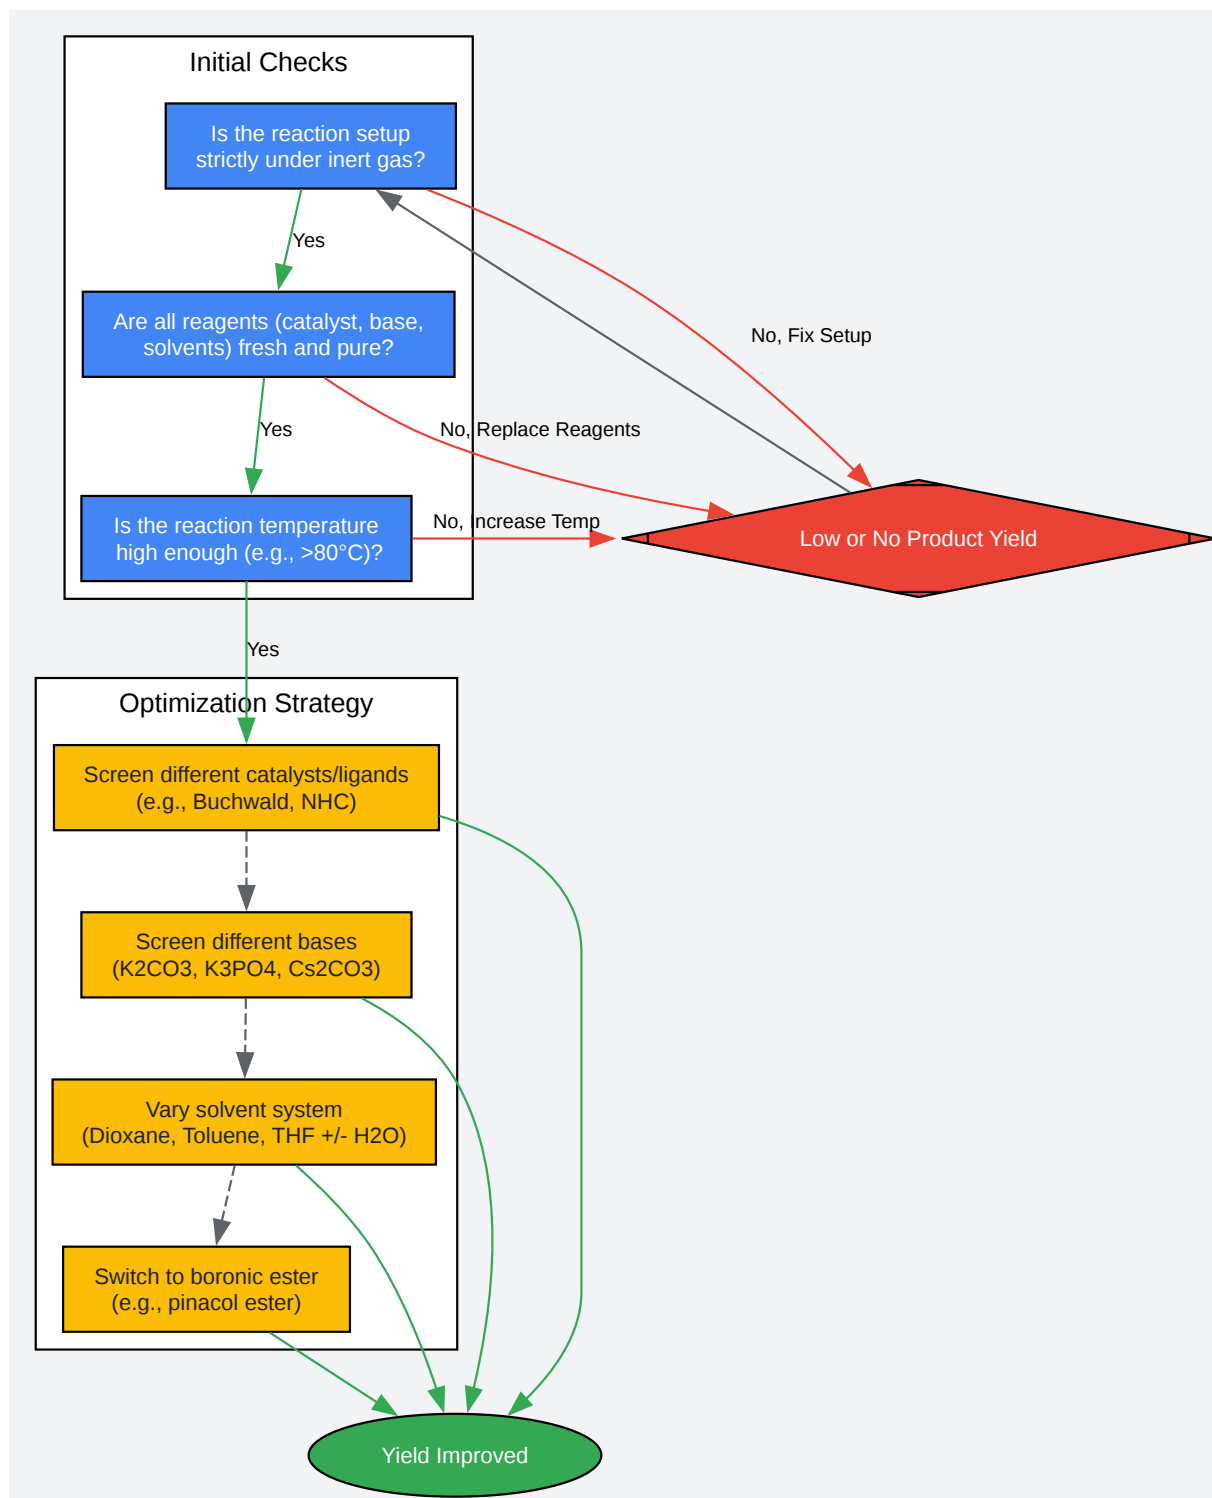 Initial Checks
Is the reaction setup
strictly under inert gas?
Yes
No, Fix Setup
Are all reagents (catalyst, base,
solvents) fresh and pure?
Yes
No, Replace Reagents
Is the reaction temperature
high enough (e.g., >80°C)?
No, Increase Temp
Low or No Product Yield
Yes
Optimization Strategy
Screen different catalysts/ligands
(e.g., Buchwald, NHC)
Screen different bases
(K2CO3, K3PO4, Cs2CO3)
Vary solvent system
(Dioxane, Toluene, THF +/- H2O)
Switch to boronic ester
(e.g., pinacol ester)
Yield Improved